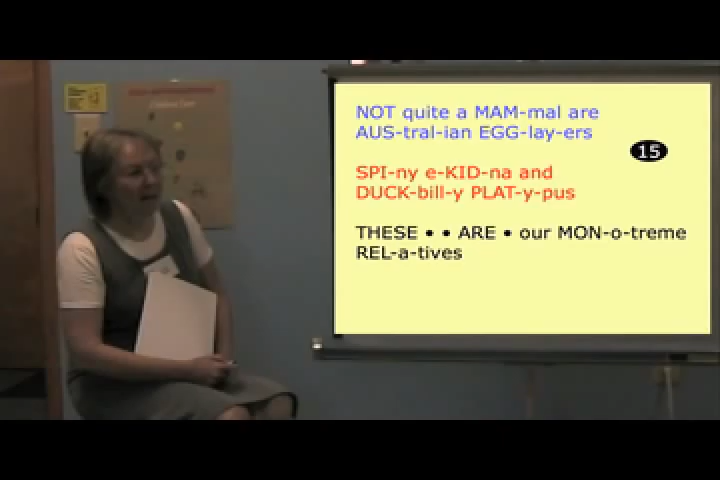 NOT quite a MAM-mal are
AUS-tral-ian EGG-lay-ers
15
SPI-ny e-KID-na and
DUCK-bill-y PLAT-y-pus
THESE • • ARE • our MON-o-treme
REL-a-tives